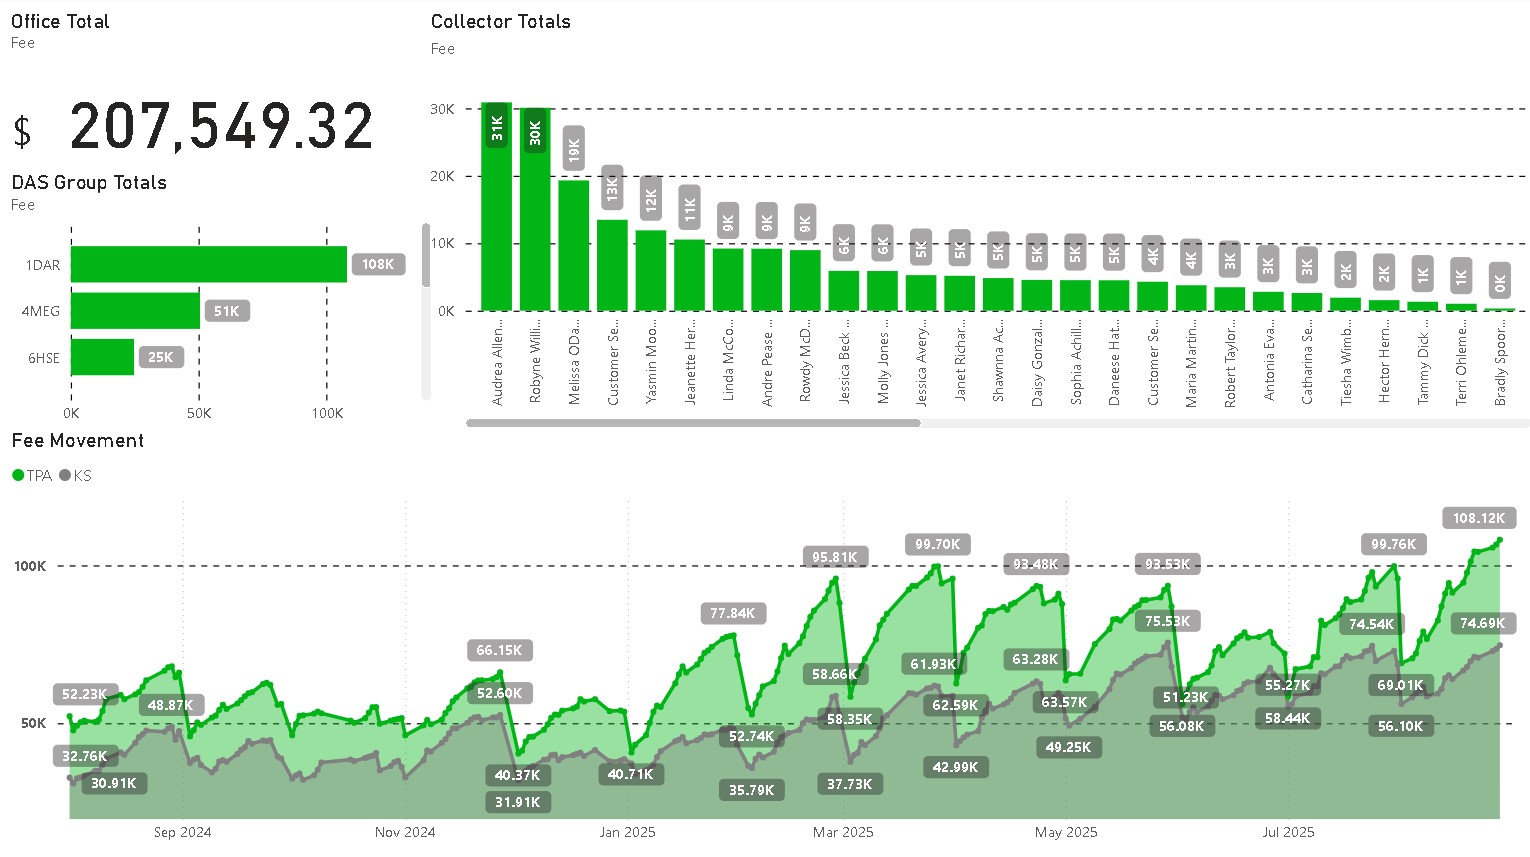 Office Total
Fee
$ 207,549.32
DAS Group Totals
Fee
1DAR 108K
4MEG 51K
6HSE 25K
0K 50K 100K
Collector Totals
Fee
30K
20K
10K
0K
31K 30K 19K 13K 12K 11K 9K 9K 9K 6K 6K 5K 5K 5K 5K 5K 5K 4K 4K 3K 3K 3K 2K 2K 1K 1K 0K
Audrea Allen...
Robyne Willi...
Melissa ODa...
Customer Se...
Yasmin Moo...
Jeanette Her...
Linda McCo...
Andre Pease ...
Rowdy McD...
Jessica Beck ...
Molly Jones ...
Jessica Avery...
Janet Richar...
Shawnna Ac...
Daisy Gonzal...
Sophia Achill...
Daneese Hat...
Customer Se...
Maria Martin...
Robert Taylor...
Antonia Eva...
Catharina Se...
Tiesha Wimb...
Hector Hern...
Tammy Dick ...
Terri Ohleme...
Bradly Spoor...
Fee Movement
TPA KS
100K
50K
52.23K
32.76K
30.91K
48.87K
66.15K
52.60K
40.37K
31.91K
40.71K
77.84K
52.74K
35.79K
95.81K
58.66K
58.35K
37.73K
99.70K
61.93K
62.59K
42.99K
93.48K
63.28K
63.57K
49.25K
93.53K
75.53K
51.23K
56.08K
55.27K
58.44K
99.76K
74.54K
69.01K
56.10K
108.12K
74.69K
Sep 2024 Nov 2024 Jan 2025 Mar 2025 May 2025 Jul 2025